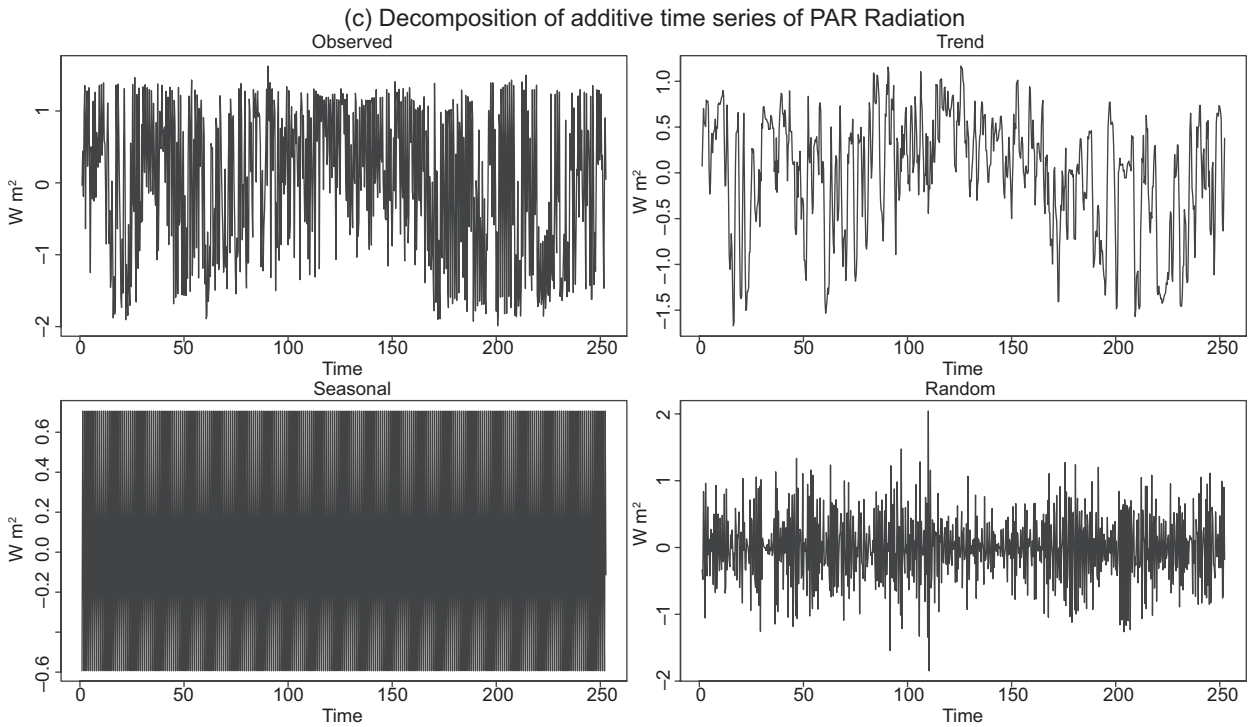 (c) Decomposition of additive time series of PAR Radiation
Observed
W m²
1
0
−1
−2
0 50 100 150 200 250
Time
Trend
W m²
1.0
0.5
0.0
−0.5
−1.0
−1.5
0 50 100 150 200 250
Time
Seasonal
W m²
0.6
0.4
0.2
0.0
−0.2
−0.4
−0.6
0 50 100 150 200 250
Time
Random
W m²
2
1
0
−1
−2
0 50 100 150 200 250
Time